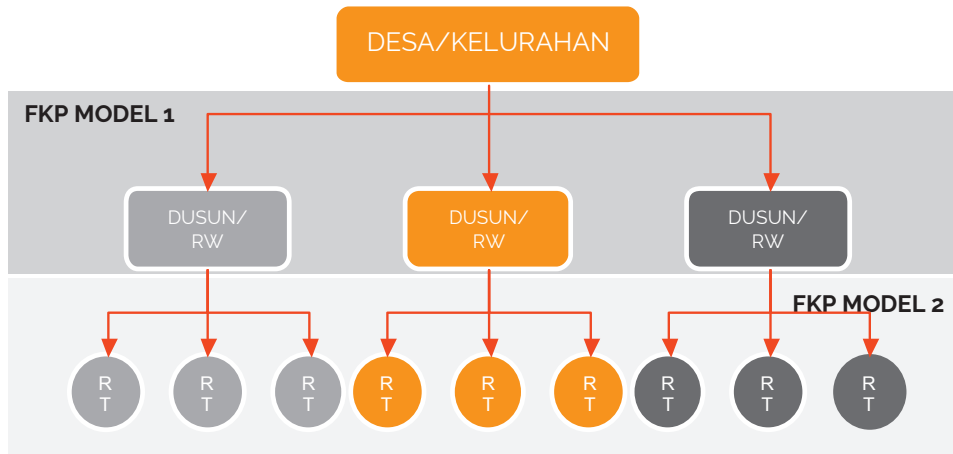 DESA/KELURAHAN
FKP MODEL 1
DUSUN/
RW
DUSUN/
RW
DUSUN/
RW
FKP MODEL 2
R
T
R
T
R
T
R
T
R
T
R
T
R
T
R
T
R
T